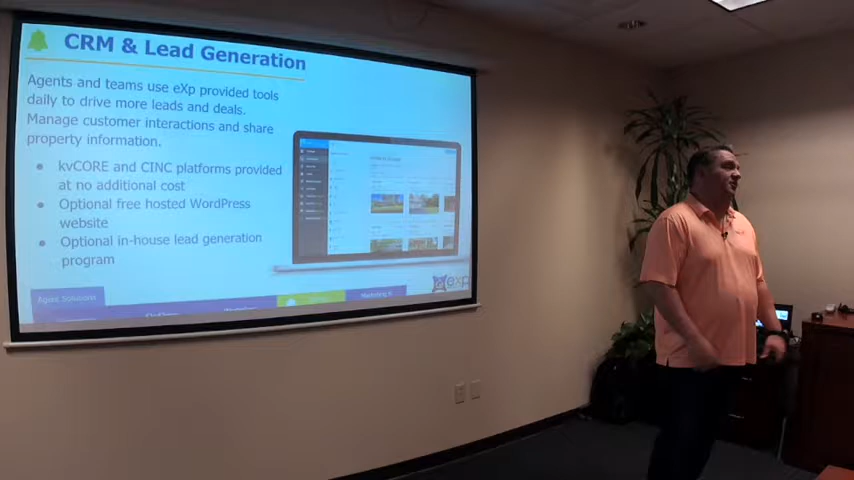 CRM & Lead Generation
Agents and teams use eXp provided tools
daily to drive more leads and deals.
Manage customer interactions and share
property information.
• kvCORE and CINC platforms provided
at no additional cost
• Optional free hosted WordPress
website
• Optional in-house lead generation
program
exp
Agent Solutions